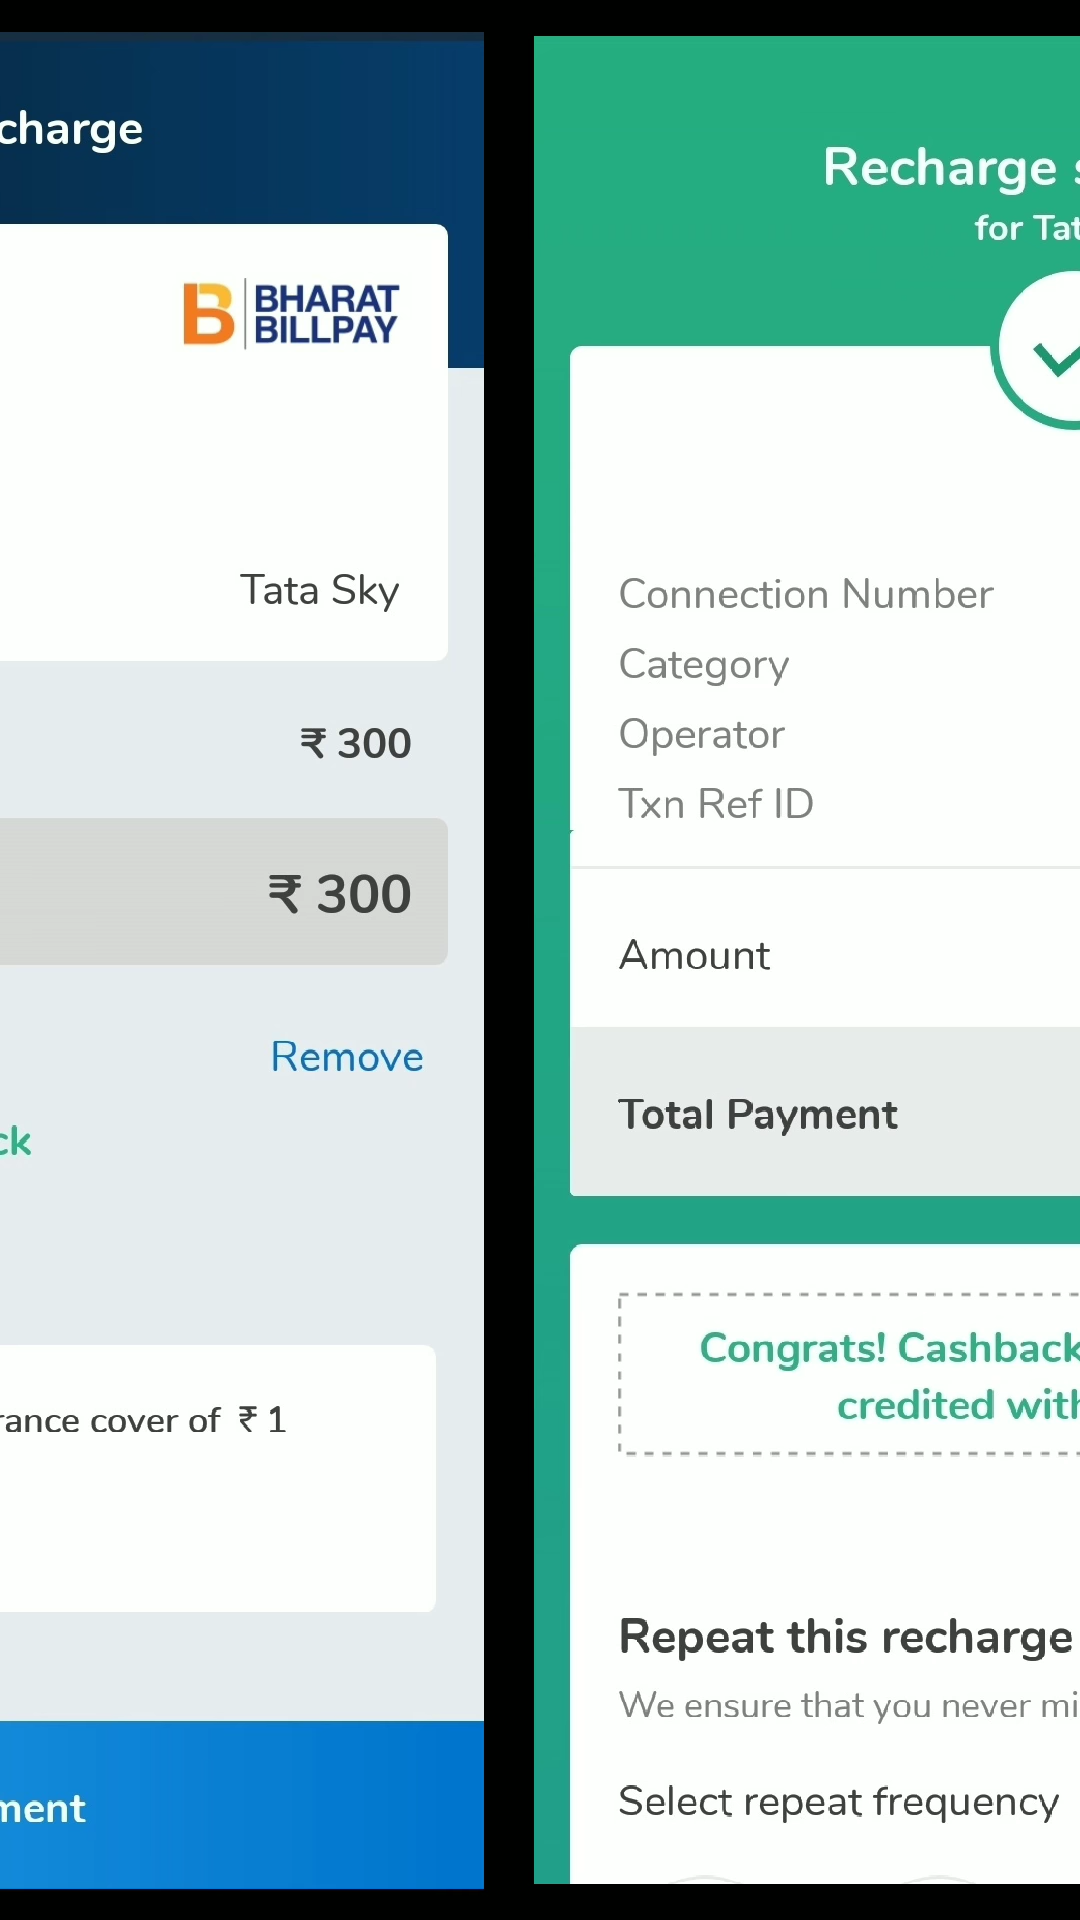 charge
BHARAT
BILLPAY
Tata Sky
₹ 300
₹ 300
Remove
ck
rance cover of ₹ 1
ment
Recharge
for Tat
Connection Number
Category
Operator
Txn Ref ID
Amount
Total Payment
Congrats! Cashback
credited with
Repeat this recharge
We ensure that you never mi
Select repeat frequency